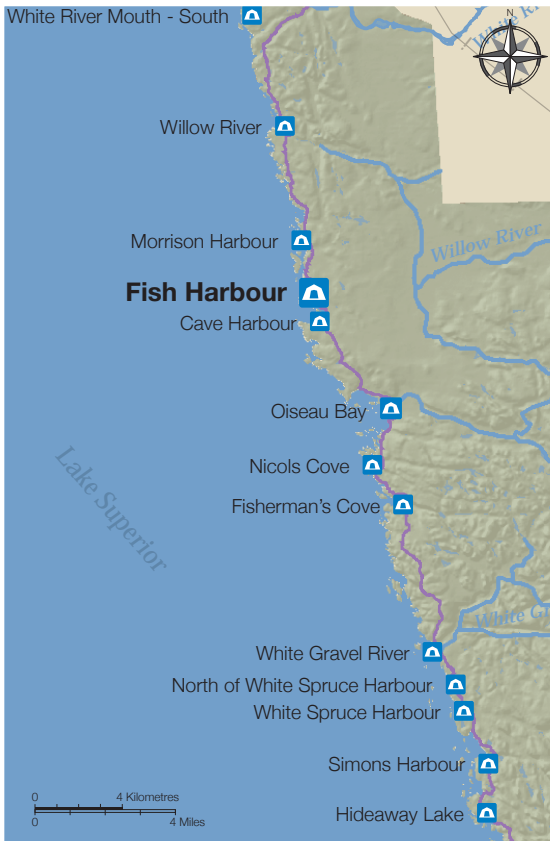 White River Mouth - South
N
Willow River
Morrison Harbour
Willow River
Fish Harbour
Cave Harbour
Oiseau Bay
Nicols Cove
Lake Superior
Fisherman's Cove
White Gravel River
North of White Spruce Harbour
White Spruce Harbour
Simons Harbour
0 4 Kilometres
Hideaway Lake
0 4 Miles